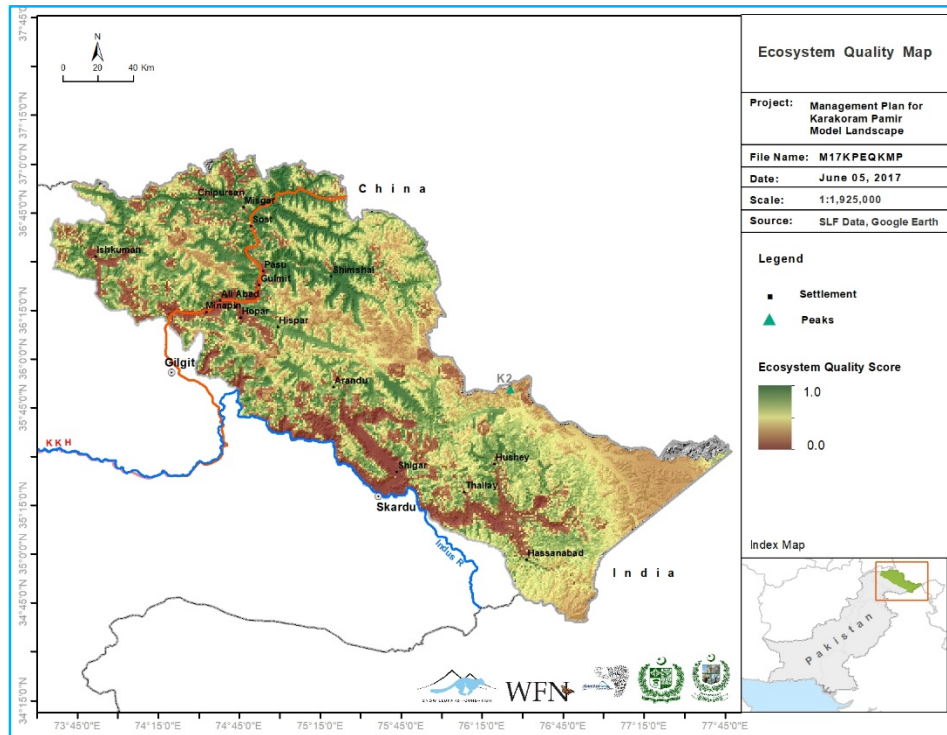 Ecosystem Quality Map
Project: Management Plan for
Karakoram Pamir
Model Landscape
File Name: M17KPEQKMP
Date: June 05, 2017
Scale: 1:1,925,000
Source: SLF Data, Google Earth
Legend
Settlement
Peaks
Ecosystem Quality Score
1.0
0.0
Index Map
Pakistan
N
0 20 40 Km
China
Chipursan
Misgar
Sost
Ishkuman
Pasu
Gulmit
Shimshal
Ali Abad
Minapin
Hopar
Hispar
Gilgit
Arandu
K2
KKH
Shigar
Hushey
Thallay
Skardu
Indus R
Hassanabad
India
WFN
37°45'0"N
37°15'0"N
37°0'0"N
36°45'0"N
36°15'0"N
36°0'0"N
35°45'0"N
35°15'0"N
35°0'0"N
34°45'0"N
34°15'0"N
73°45'0"E
74°15'0"E
74°45'0"E
75°15'0"E
75°45'0"E
76°15'0"E
76°45'0"E
77°15'0"E
77°45'0"E